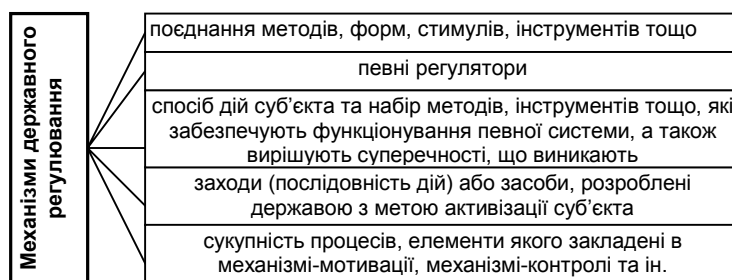 Механізми державного
регулювання
поєднання методів, форм, стимулів, інструментів тощо
певні регулятори
спосіб дій суб’єкта та набір методів, інструментів тощо, які
забезпечують функціонування певної системи, а також
вирішують суперечності, що виникають
заходи (послідовність дій) або засоби, розроблені
державою з метою активізації суб’єкта
сукупність процесів, елементи якого закладені в
механізмі-мотивації, механізмі-контролі та ін.